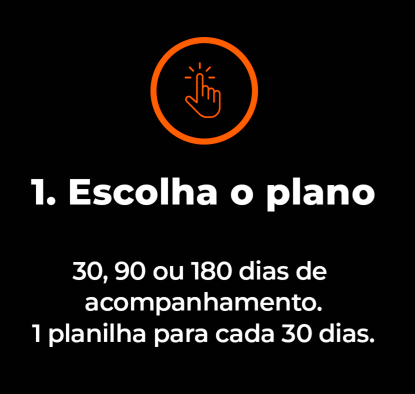 1. Escolha o plano
30, 90 ou 180 dias de
acompanhamento.
1 planilha para cada 30 dias.